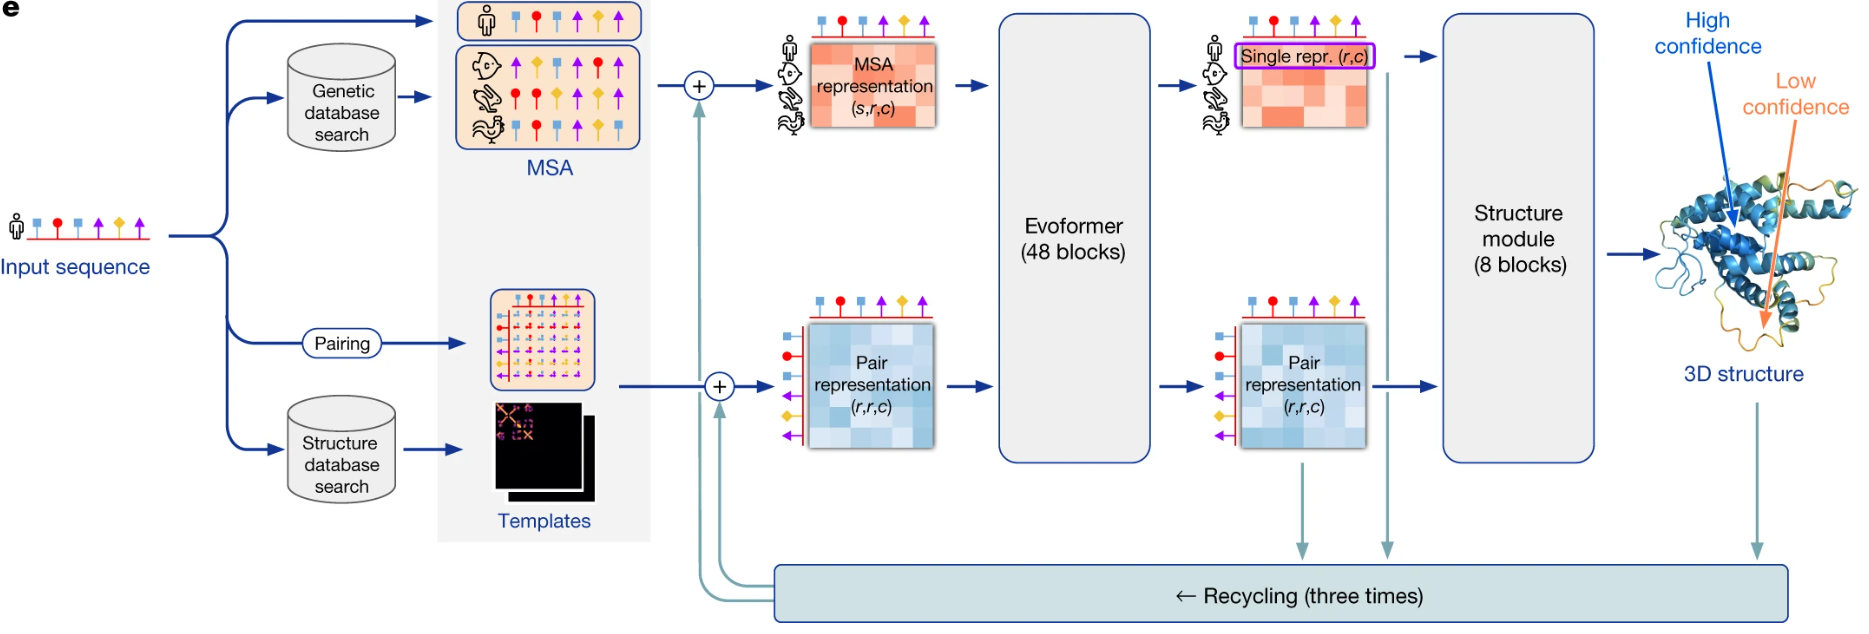 e
Input sequence
Genetic
database
search
MSA
Pairing
Structure
database
search
Templates
+
+
MSA
representation
(s,r,c)
Pair
representation
(r,r,c)
Evoformer
(48 blocks)
Single repr. (r,c)
Pair
representation
(r,r,c)
Structure
module
(8 blocks)
High
confidence
Low
confidence
3D structure
← Recycling (three times)